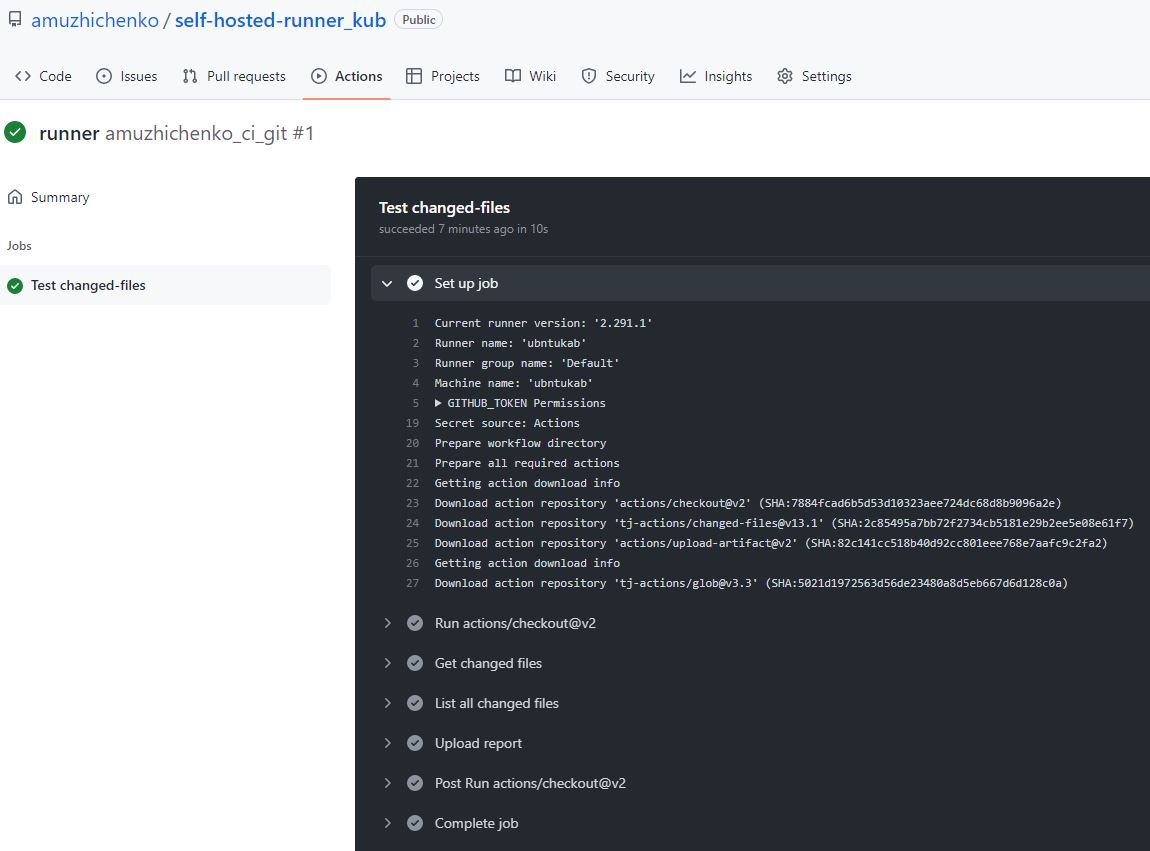 amuzhichenko / self-hosted-runner_kub Public
Code Issues Pull requests Actions Projects Wiki Security Insights Settings
runner amuzhichenko_ci_git #1
Summary
Jobs
Test changed-files
Test changed-files
succeeded 7 minutes ago in 10s
Set up job
1 Current runner version: '2.291.1'
2 Runner name: 'ubntukab'
3 Runner group name: 'Default'
4 Machine name: 'ubntukab'
5 GITHUB_TOKEN Permissions
19 Secret source: Actions
20 Prepare workflow directory
21 Prepare all required actions
22 Getting action download info
23 Download action repository 'actions/checkout@v2' (SHA:7884fcad6b5d53d10323aee724dc68d8b9096a2e)
24 Download action repository 'tj-actions/changed-files@v13.1' (SHA:2c85495a7bb72f2734cb5181e29b2ee5e08e61f7)
25 Download action repository 'actions/upload-artifact@v2' (SHA:82c141cc518b40d92cc801eee768e7aafc9c2fa2)
26 Getting action download info
27 Download action repository 'tj-actions/glob@v3.3' (SHA:5021d1972563d56de23480a8d5eb667d6d128c0a)
Run actions/checkout@v2
Get changed files
List all changed files
Upload report
Post Run actions/checkout@v2
Complete job